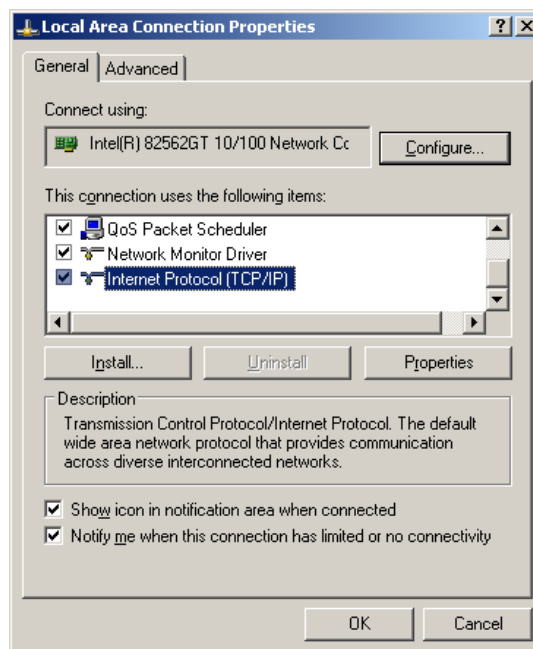 Local Area Connection Properties
General
Advanced
Connect using:
Intel(R) 82562GT 10/100 Network Cc
Configure...
This connection uses the following items:
QoS Packet Scheduler
Network Monitor Driver
Internet Protocol (TCP/IP)
Install...
Uninstall
Properties
Description
Transmission Control Protocol/Internet Protocol. The default
wide area network protocol that provides communication
across diverse interconnected networks.
Show icon in notification area when connected
Notify me when this connection has limited or no connectivity
OK
Cancel